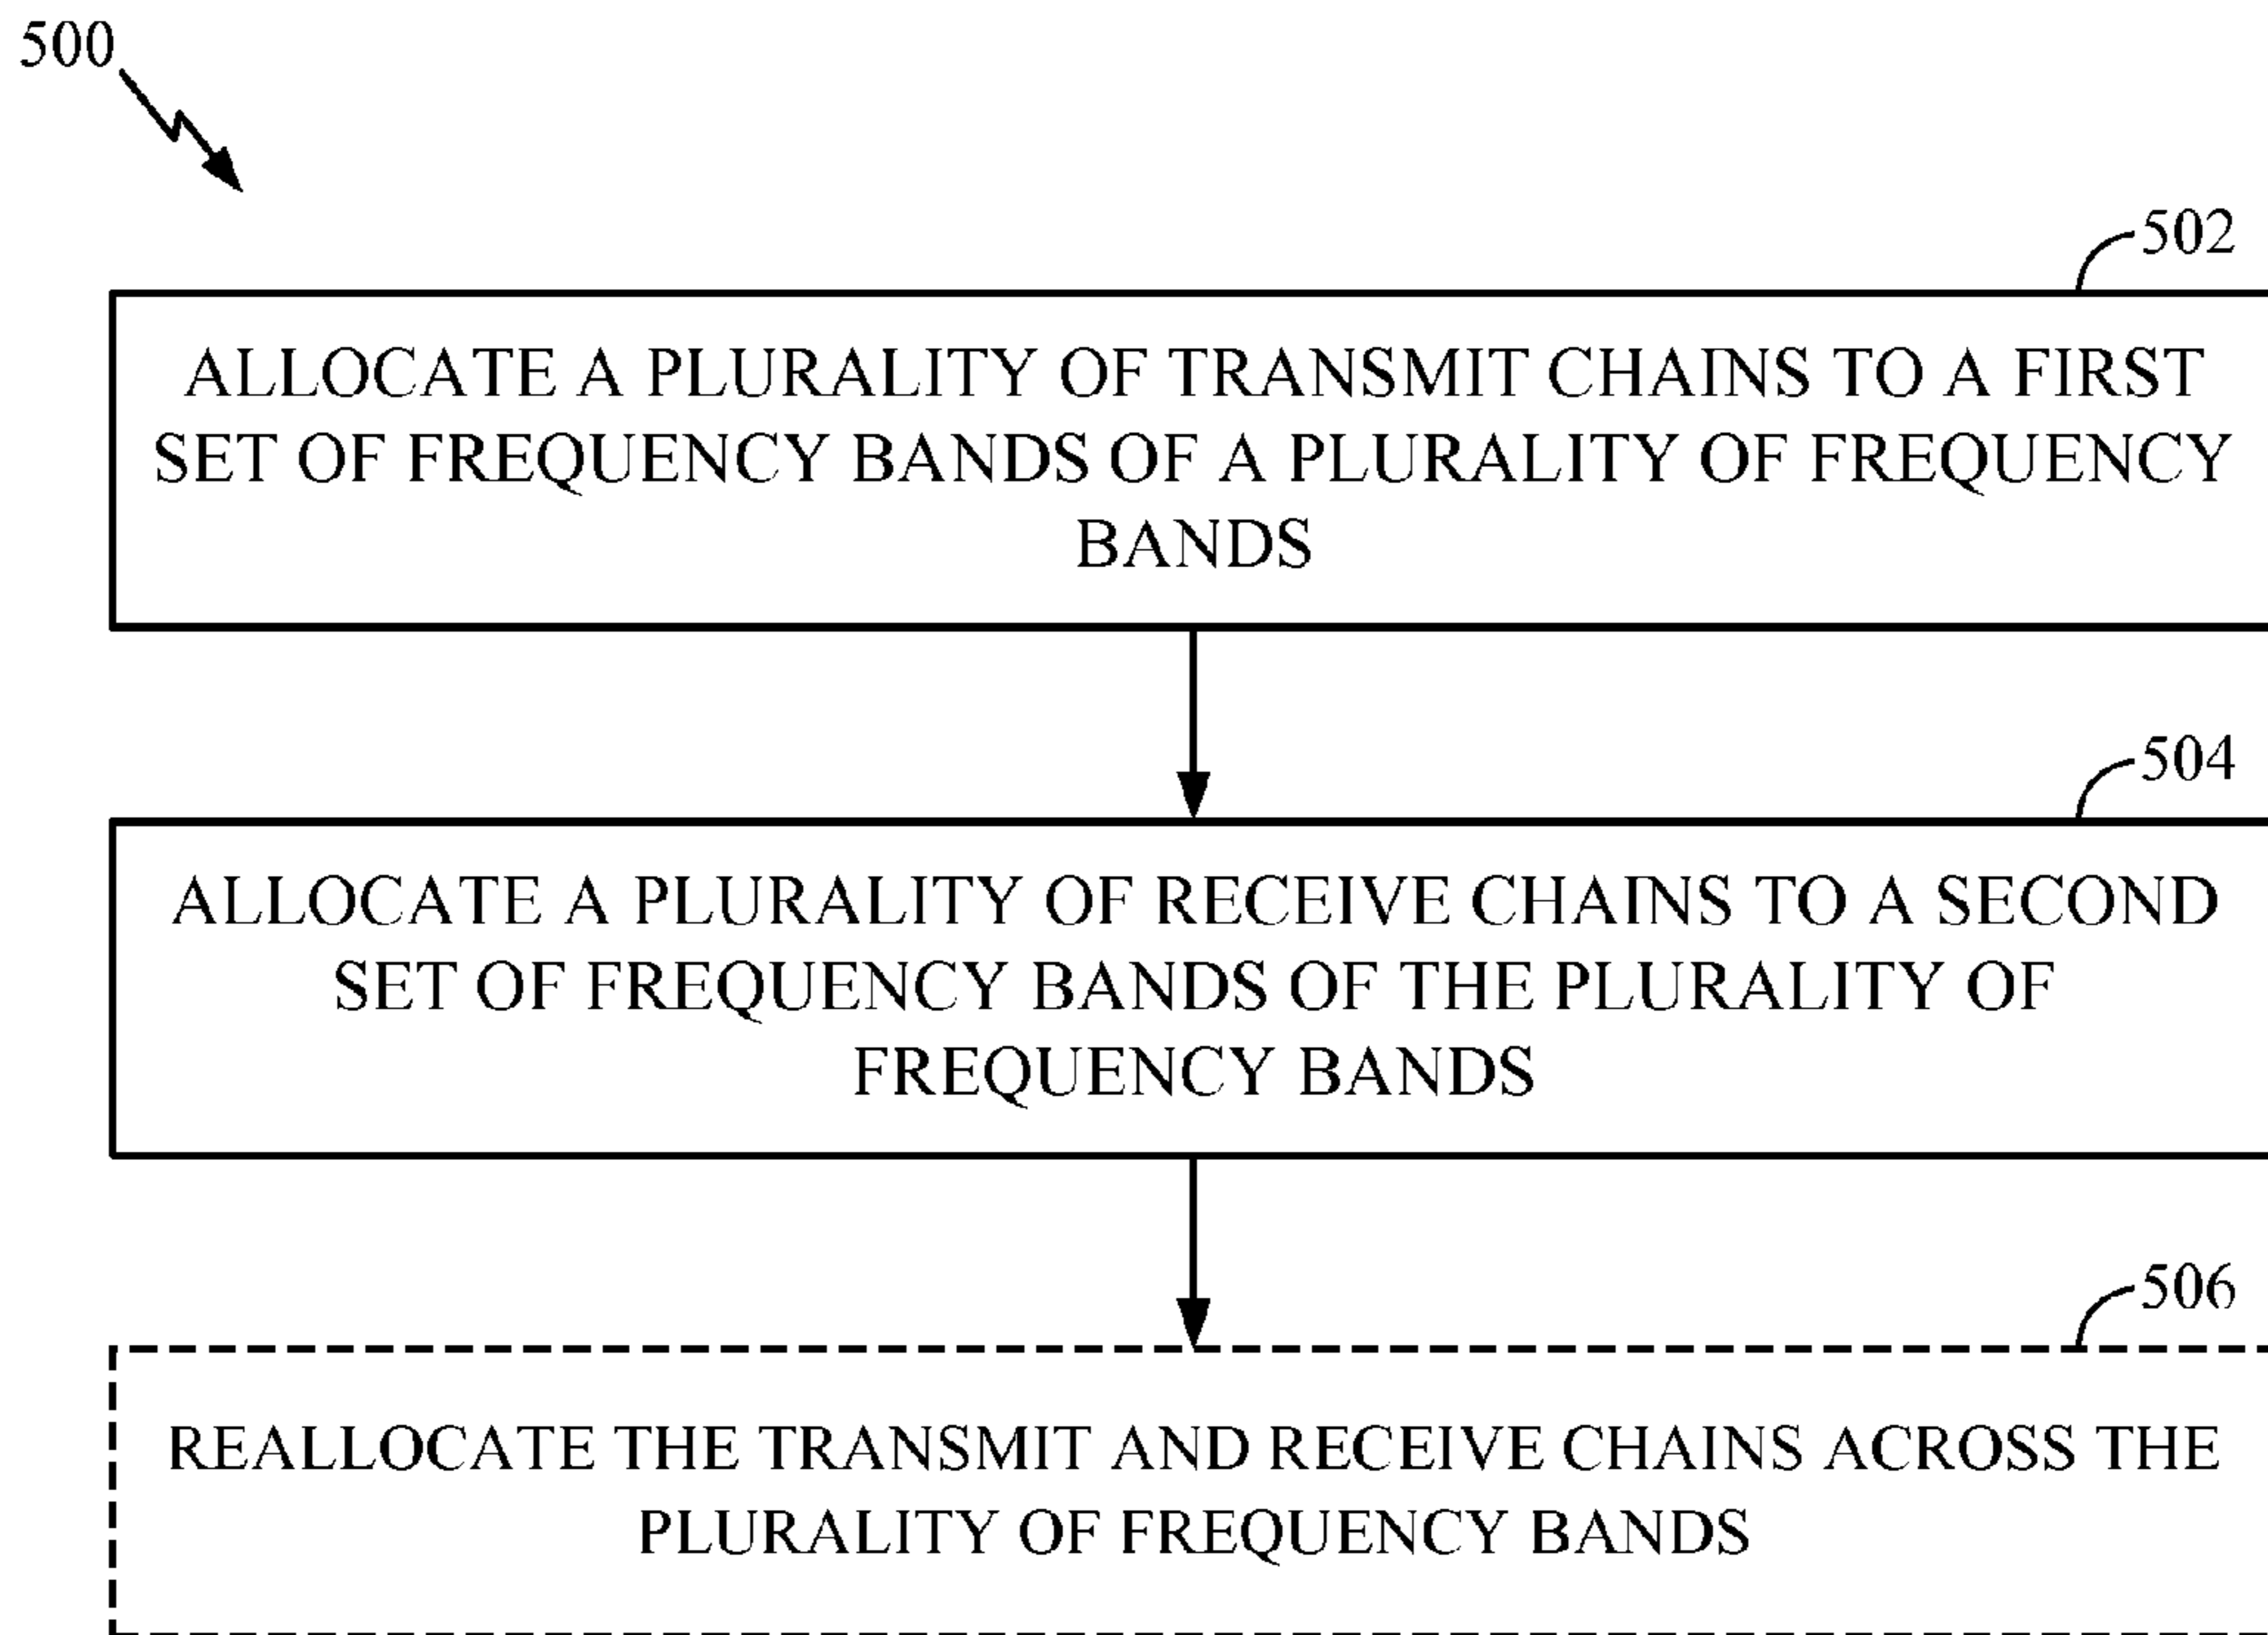 500
502
ALLOCATE A PLURALITY OF TRANSMIT CHAINS TO A FIRST
SET OF FREQUENCY BANDS OF A PLURALITY OF FREQUENCY
BANDS
504
ALLOCATE A PLURALITY OF RECEIVE CHAINS TO A SECOND
SET OF FREQUENCY BANDS OF THE PLURALITY OF
FREQUENCY BANDS
506
REALLOCATE THE TRANSMIT AND RECEIVE CHAINS ACROSS THE
PLURALITY OF FREQUENCY BANDS